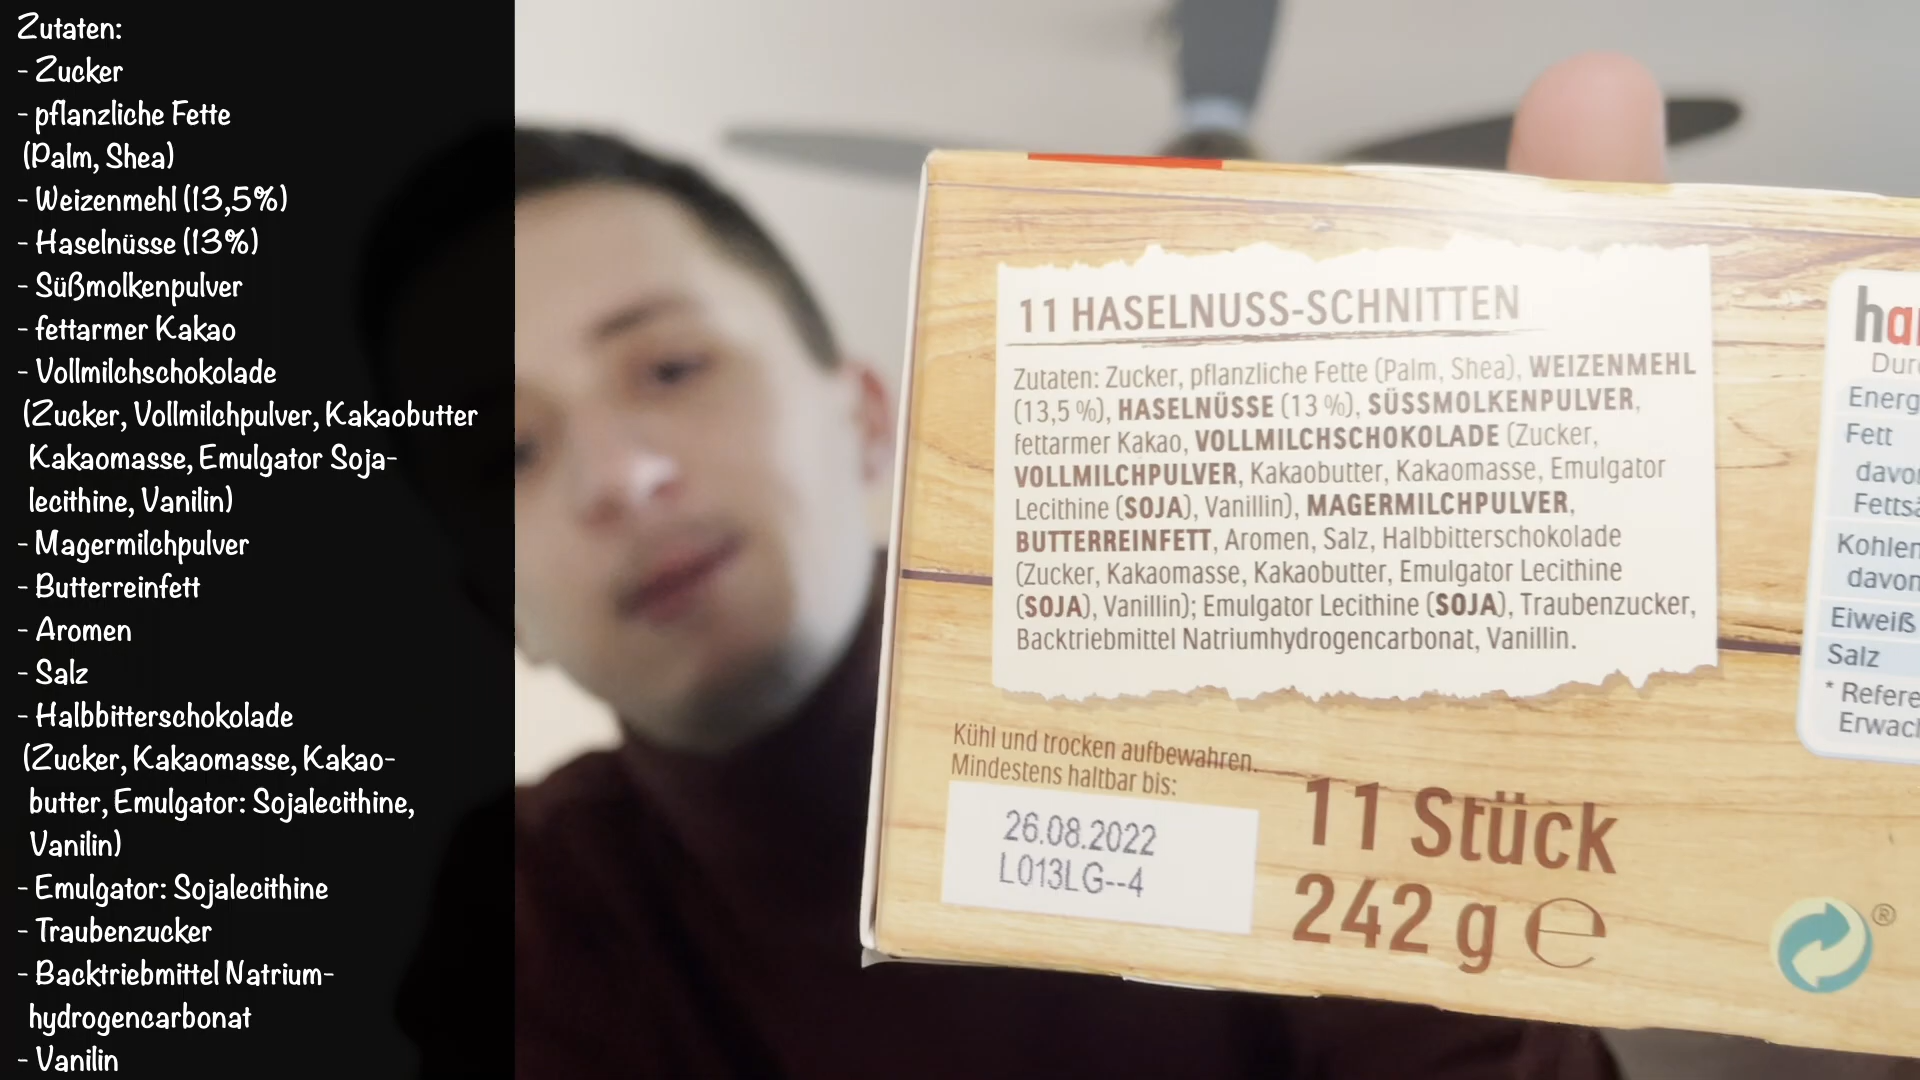 Zutaten:
- Zucker
- pflanzliche Fette
(Palm, Shea)
- Weizenmehl (13,5%)
- Haselnüsse (13%)
- Süßmolkenpulver
- fettarmer Kakao
- Vollmilchschokolade
(Zucker, Vollmilchpulver, Kakaobutter
Kakaomasse, Emulgator Soja-
lecithine, Vanilin)
- Magermilchpulver
- Butterreinfett
- Aromen
- Salz
- Halbbitterschokolade
(Zucker, Kakaomasse, Kakao-
butter, Emulgator: Sojalecithine,
Vanilin)
- Emulgator: Sojalecithine
- Traubenzucker
- Backtriebmittel Natrium-
hydrogencarbonat
- Vanilin
11 HASELNUSS-SCHNITTEN
Zutaten: Zucker, pflanzliche Fette (Palm, Shea), WEIZENMEHL
(13,5 %), HASELNÜSSE (13 %), SÜSSMOLKENPULVER,
fettarmer Kakao, VOLLMILCHSCHOKOLADE (Zucker,
VOLLMILCHPULVER, Kakaobutter, Kakaomasse, Emulgator
Lecithine (SOJA), Vanillin), MAGERMILCHPULVER,
BUTTERREINFETT, Aromen, Salz, Halbbitterschokolade
(Zucker, Kakaomasse, Kakaobutter, Emulgator Lecithine
(SOJA), Vanillin); Emulgator Lecithine (SOJA), Traubenzucker,
Backtriebmittel Natriumhydrogencarbonat, Vanillin.
Kühl und trocken aufbewahren.
Mindestens haltbar bis:
26.08.2022
L013LG--4
11 Stück
242 g ℮
®
Fett
Eiweiß
Salz